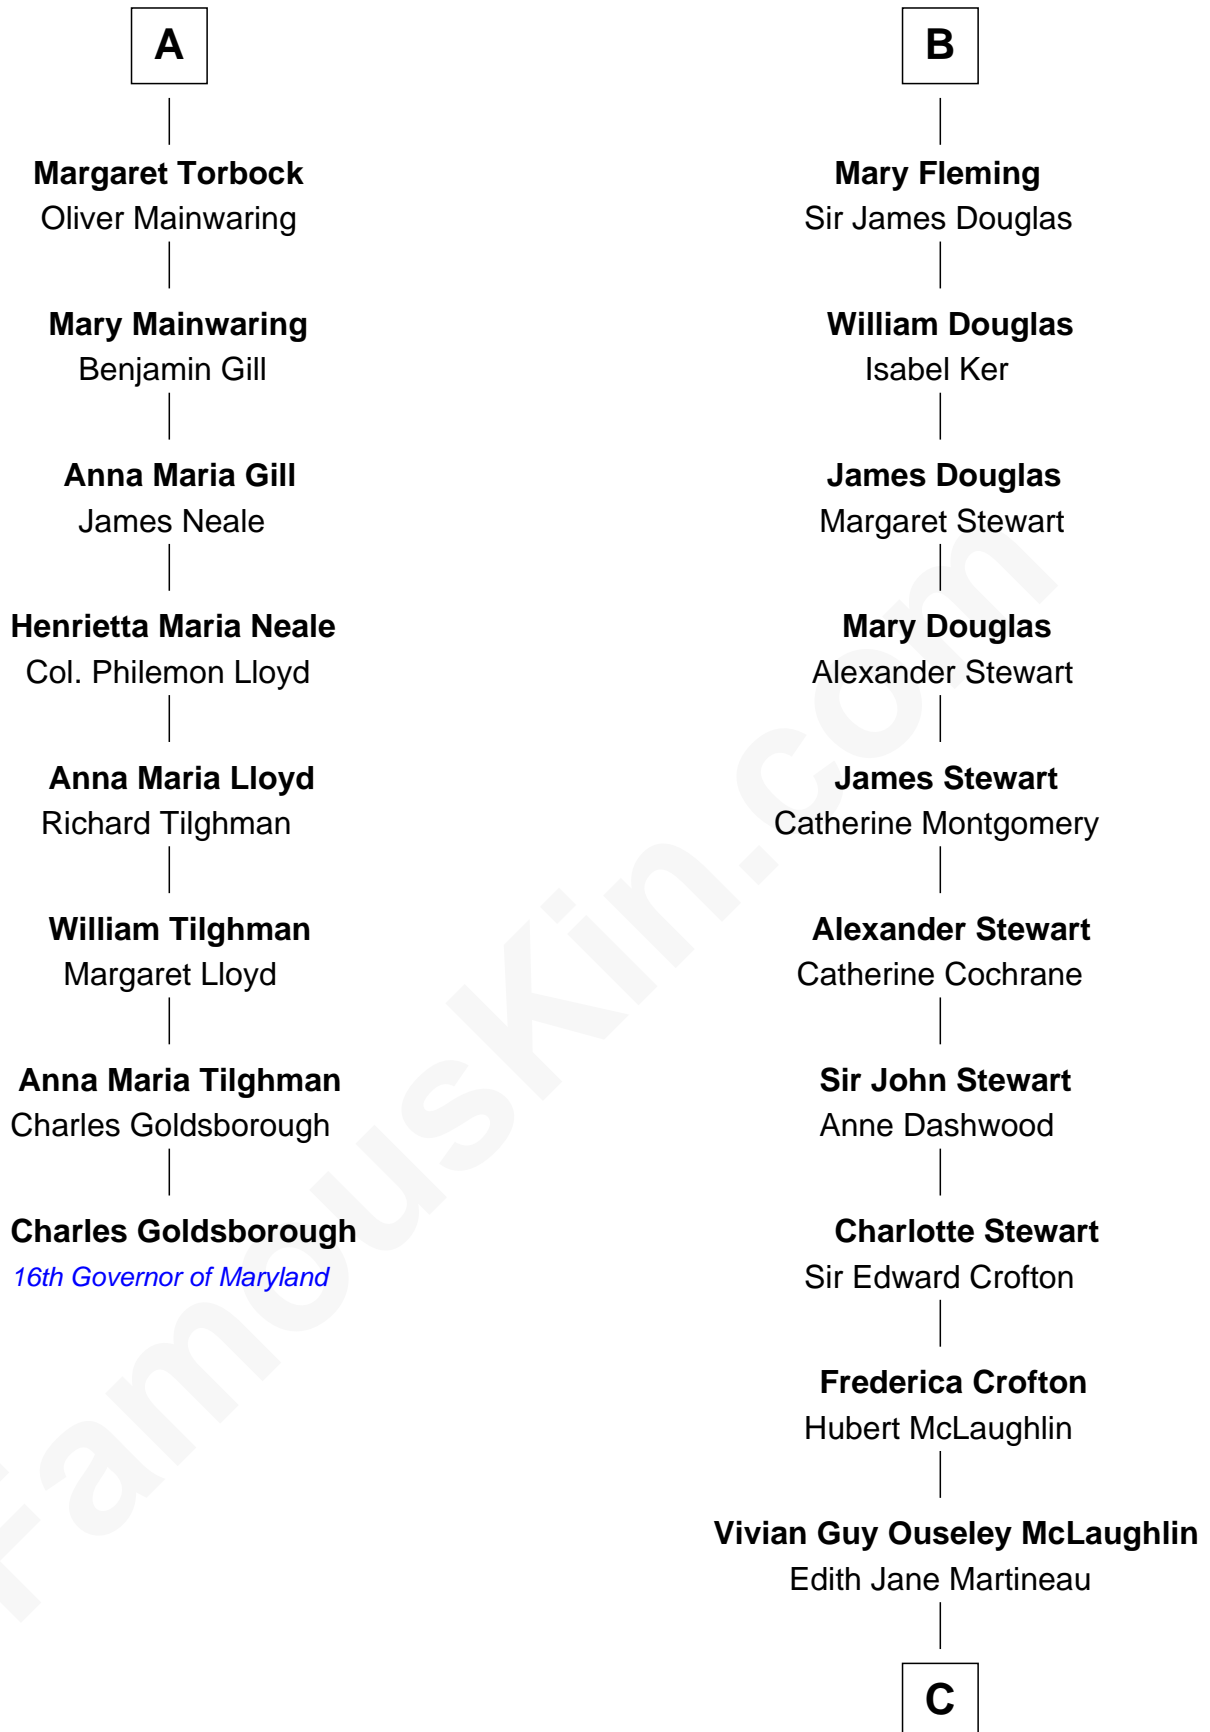 A
Margaret Torbock
Oliver Mainwaring
Mary Mainwaring
Benjamin Gill
Anna Maria Gill
James Neale
Henrietta Maria Neale
Col. Philemon Lloyd
Anna Maria Lloyd
Richard Tilghman
William Tilghman
Margaret Lloyd
Anna Maria Tilghman
Charles Goldsborough
Charles Goldsborough
16th Governor of Maryland
B
Mary Fleming
Sir James Douglas
William Douglas
Isabel Ker
James Douglas
Margaret Stewart
Mary Douglas
Alexander Stewart
James Stewart
Catherine Montgomery
Alexander Stewart
Catherine Cochrane
Sir John Stewart
Anne Dashwood
Charlotte Stewart
Sir Edward Crofton
Frederica Crofton
Hubert McLaughlin
Vivian Guy Ouseley McLaughlin
Edith Jane Martineau
C
FamousKin.com